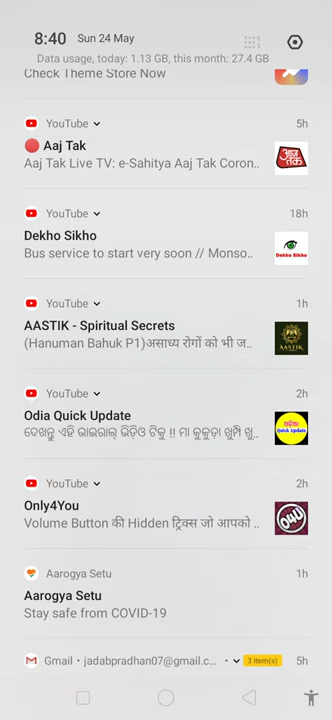 8:40 Sun 24 May
Data usage, today: 1.13 GB, this month: 27.4 GB
Check Theme Store Now
YouTube 5h
🔴 Aaj Tak
Aaj Tak Live TV: e-Sahitya Aaj Tak Coron..
आज तक
YouTube 18h
Dekho Sikho
Bus service to start very soon // Monso..
Dekho Sikho
YouTube 1h
AASTIK - Spiritual Secrets
(Hanuman Bahuk P1)असाध्य रोगों को भी ज..
AASTIK
YouTube 2h
Odia Quick Update
ଦେଖନ୍ତୁ ଏହି ଭାଇରାଲ୍ ଭିଡ଼ିଓ ଟିକୁ !! ମା କୁକୁଡ଼ା ଖୁମ୍ପି ଖୁ..
ଓଡ଼ିଆ
Quick Update
YouTube 2h
Only4You
Volume Button की Hidden ट्रिक्स जो आपको ..
O4U
Aarogya Setu 1h
Aarogya Setu
Stay safe from COVID-19
Gmail • jadabpradhan07@gmail.c... • 3 item(s) 5h